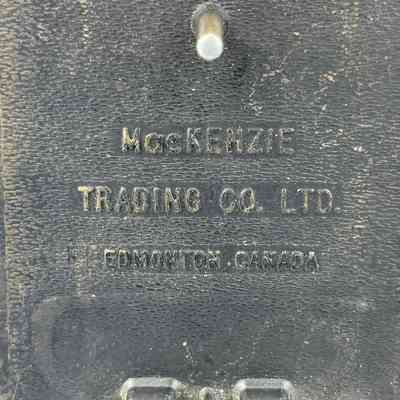 MacKENZIE
TRADING CO. LTD.
EDMONTON, CANADA